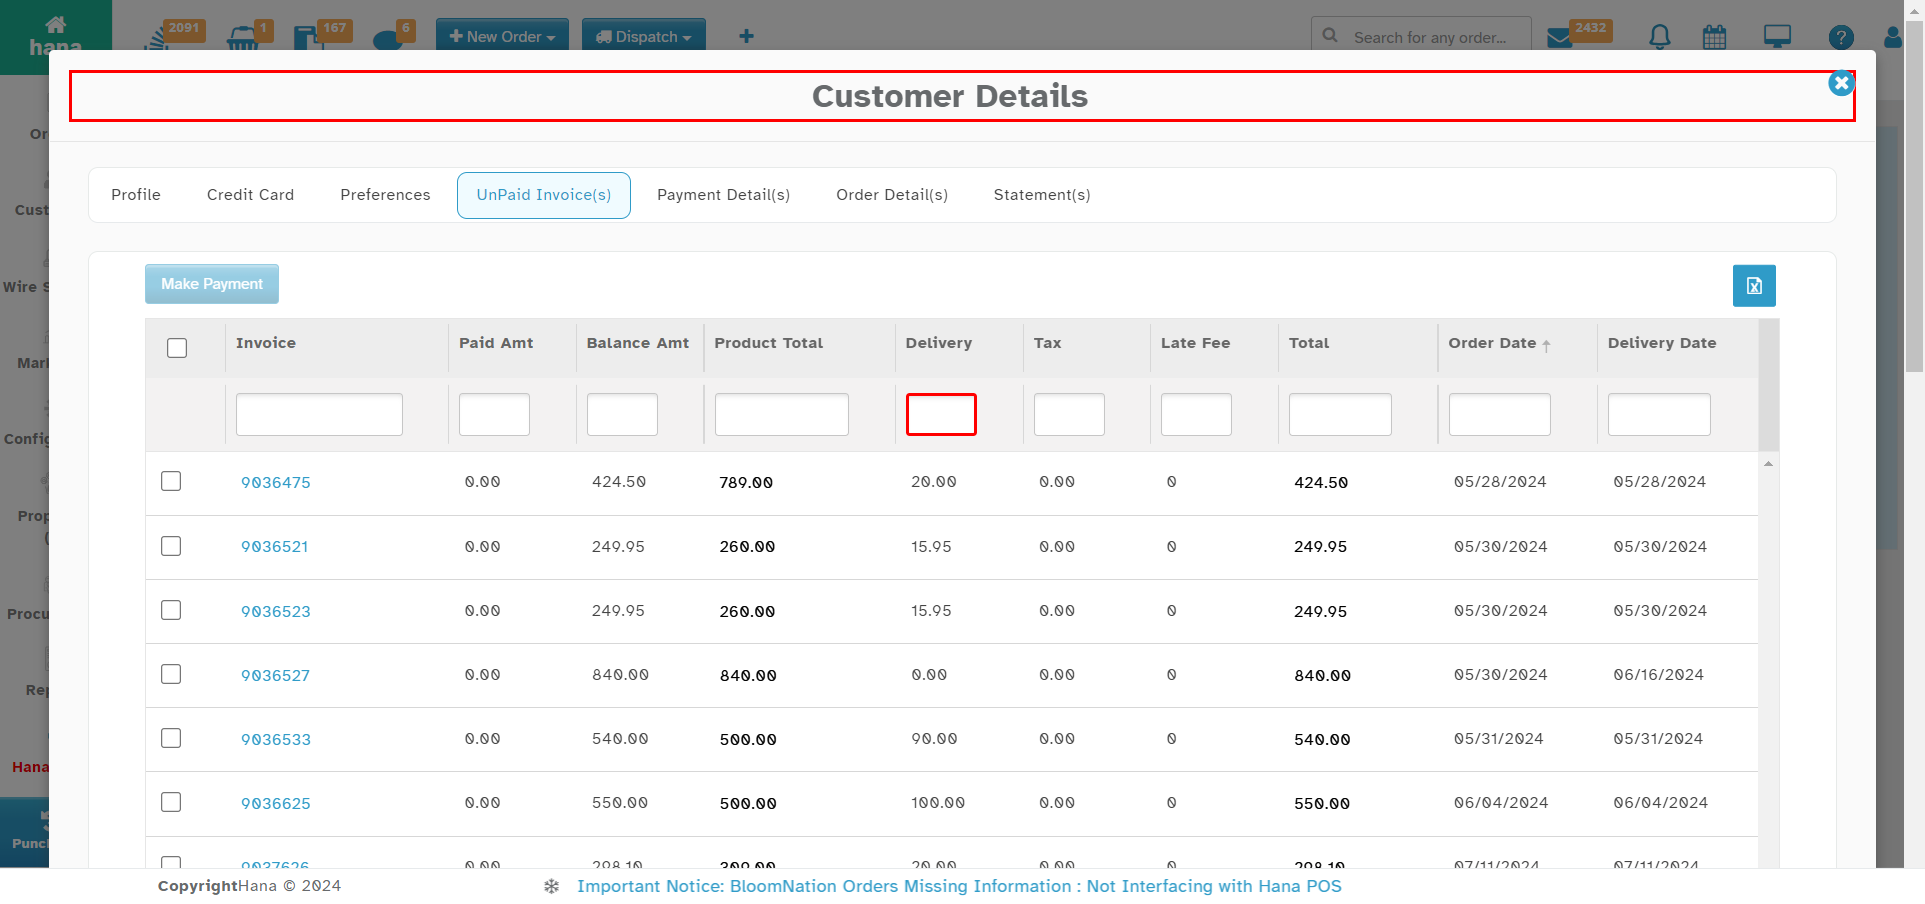 hana
2091
1
167
6
New Order
Dispatch
Search for any order...
2432
?
Customer Details
Profile
Credit Card
Preferences
UnPaid Invoice(s)
Payment Detail(s)
Order Detail(s)
Statement(s)
Make Payment
Invoice Paid Amt Balance Amt Product Total Delivery Tax Late Fee Total Order Date Delivery Date
9036475 0.00 424.50 789.00 20.00 0.00 0 424.50 05/28/2024 05/28/2024
9036521 0.00 249.95 260.00 15.95 0.00 0 249.95 05/30/2024 05/30/2024
9036523 0.00 249.95 260.00 15.95 0.00 0 249.95 05/30/2024 05/30/2024
9036527 0.00 840.00 840.00 0.00 0.00 0 840.00 05/30/2024 06/16/2024
9036533 0.00 540.00 500.00 90.00 0.00 0 540.00 05/31/2024 05/31/2024
9036625 0.00 550.00 500.00 100.00 0.00 0 550.00 06/04/2024 06/04/2024
9037626 0.00 298.10 309.00 20.00 0.00 0 298.10 07/11/2024 07/11/2024
Or
Cust
Wire S
Mar
Config
Prop
(
Procu
Rep
Hana
Punc
CopyrightHana © 2024
Important Notice: BloomNation Orders Missing Information : Not Interfacing with Hana POS